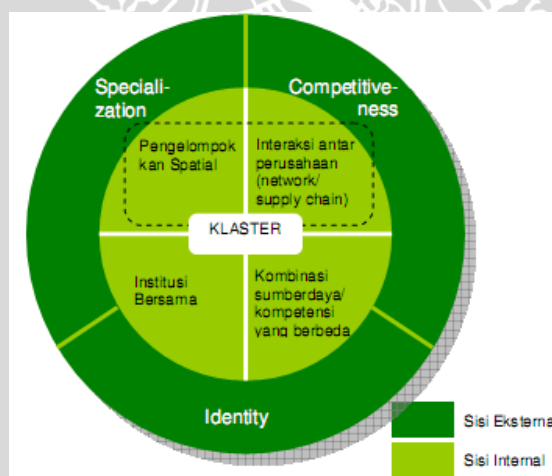 Speciali-
zation
Competitive-
ness
Pengelompok
kan Spatial
Interaksi antar
perusahaan
(network/
supply chain)
KLASTER
Institusi
Bersama
Kombinasi
sumberdaya/
kompetensi
yang berbeda
Identity
Sisi Eksterna
Sisi Internal